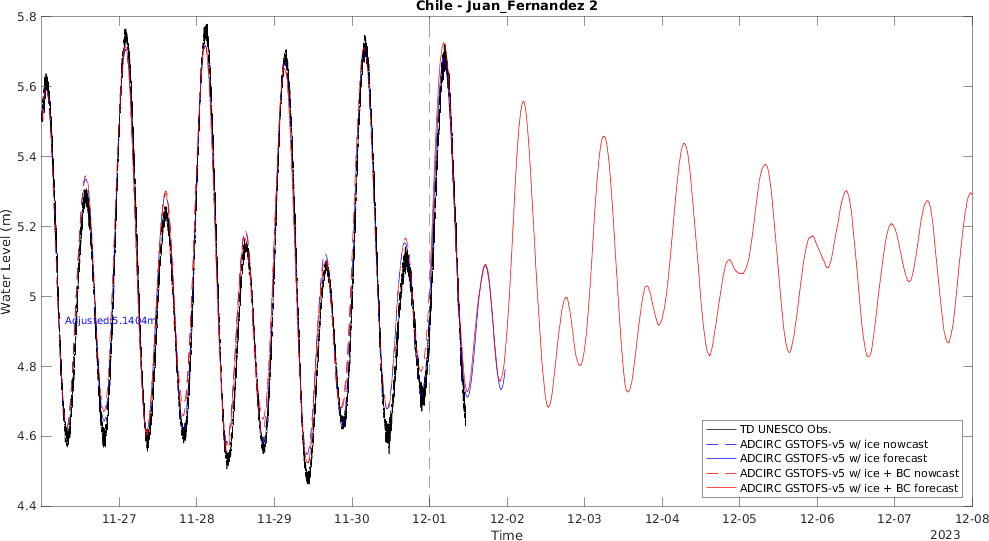 Chile - Juan_Fernandez 2
5.8
5.6
5.4
5.2
5
4.8
4.6
4.4
Water Level (m)
Adjusted:5.1404m
TD UNESCO Obs.
ADCIRC GSTOFS-v5 w/ ice nowcast
ADCIRC GSTOFS-v5 w/ ice forecast
ADCIRC GSTOFS-v5 w/ ice + BC nowcast
ADCIRC GSTOFS-v5 w/ ice + BC forecast
11-27 11-28 11-29 11-30 12-01 12-02 12-03 12-04 12-05 12-06 12-07 12-08
Time
2023